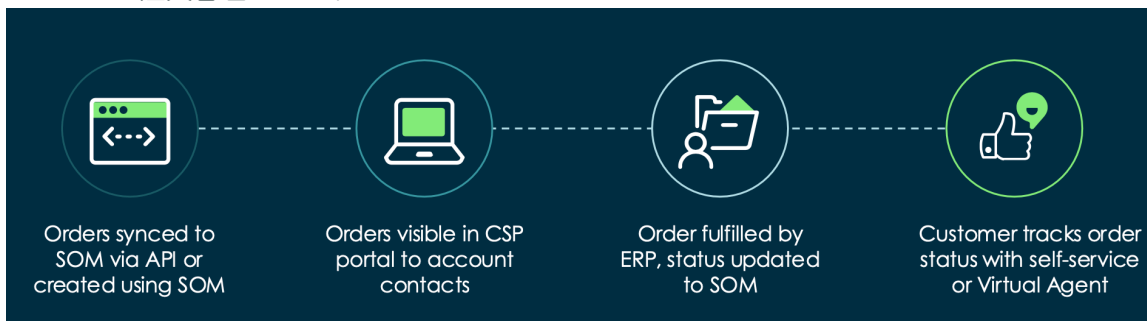 Orders synced to
SOM via API or
created using SOM
Orders visible in CSP
portal to account
contacts
Order fulfilled by
ERP, status updated
to SOM
Customer tracks order
status with self-service
or Virtual Agent